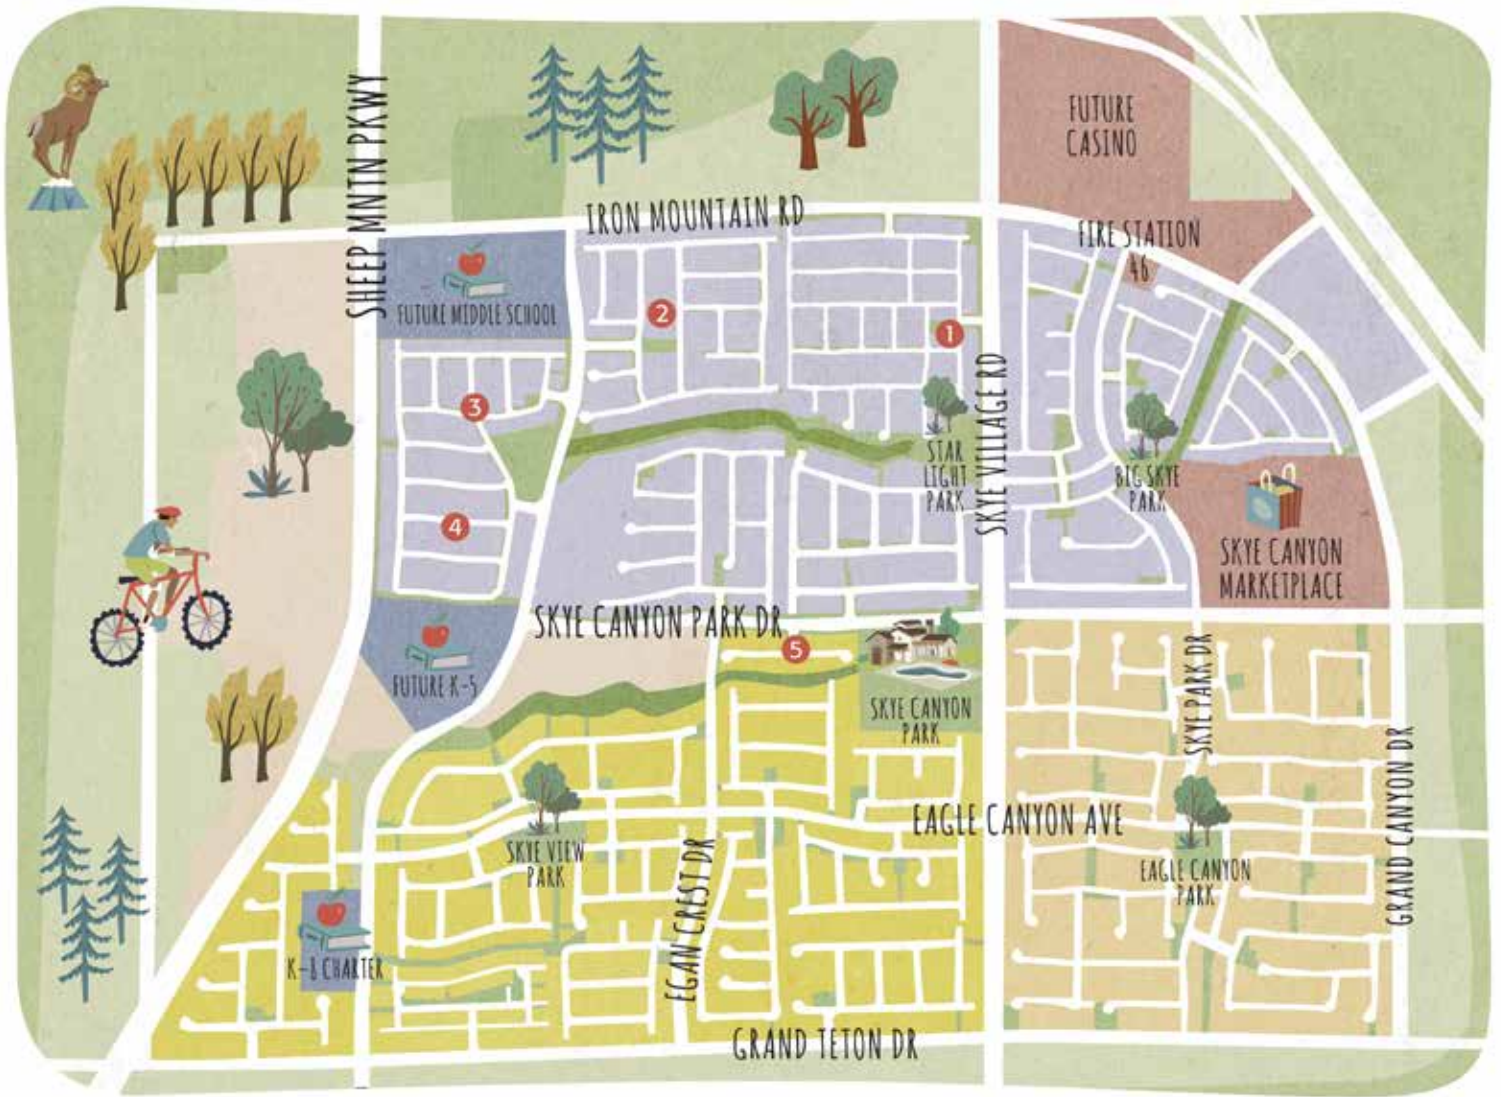 SHEEP MNTN PKWY
FUTURE
CASINO
IRON MOUNTAIN RD
FIRE STATION
46
FUTURE MIDDLE SCHOOL
2
1
3
STAR
LIGHT
PARK
SKYE VILLAGE RD
BIG SKYE
PARK
4
SKYE CANYON
MARKETPLACE
SKYE CANYON PARK DR
5
FUTURE K-5
SKYE CANYON
PARK
SKYE PARK DR
GRAND CANYON DR
EAGLE CANYON AVE
SKYE VIEW
PARK
EGAN CREST DR
EAGLE CANYON
PARK
K-8 CHARTER
GRAND TETON DR